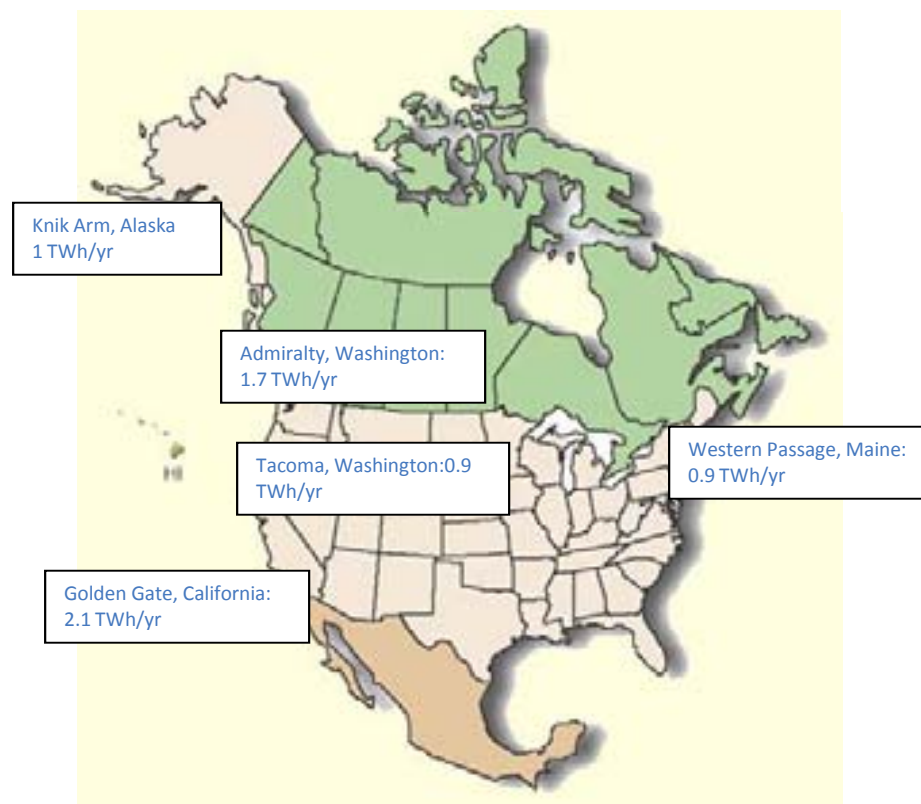 Knik Arm, Alaska
1 TWh/yr
Admiralty, Washington:
1.7 TWh/yr
Tacoma, Washington:0.9
TWh/yr
Western Passage, Maine:
0.9 TWh/yr
HI
Golden Gate, California:
2.1 TWh/yr